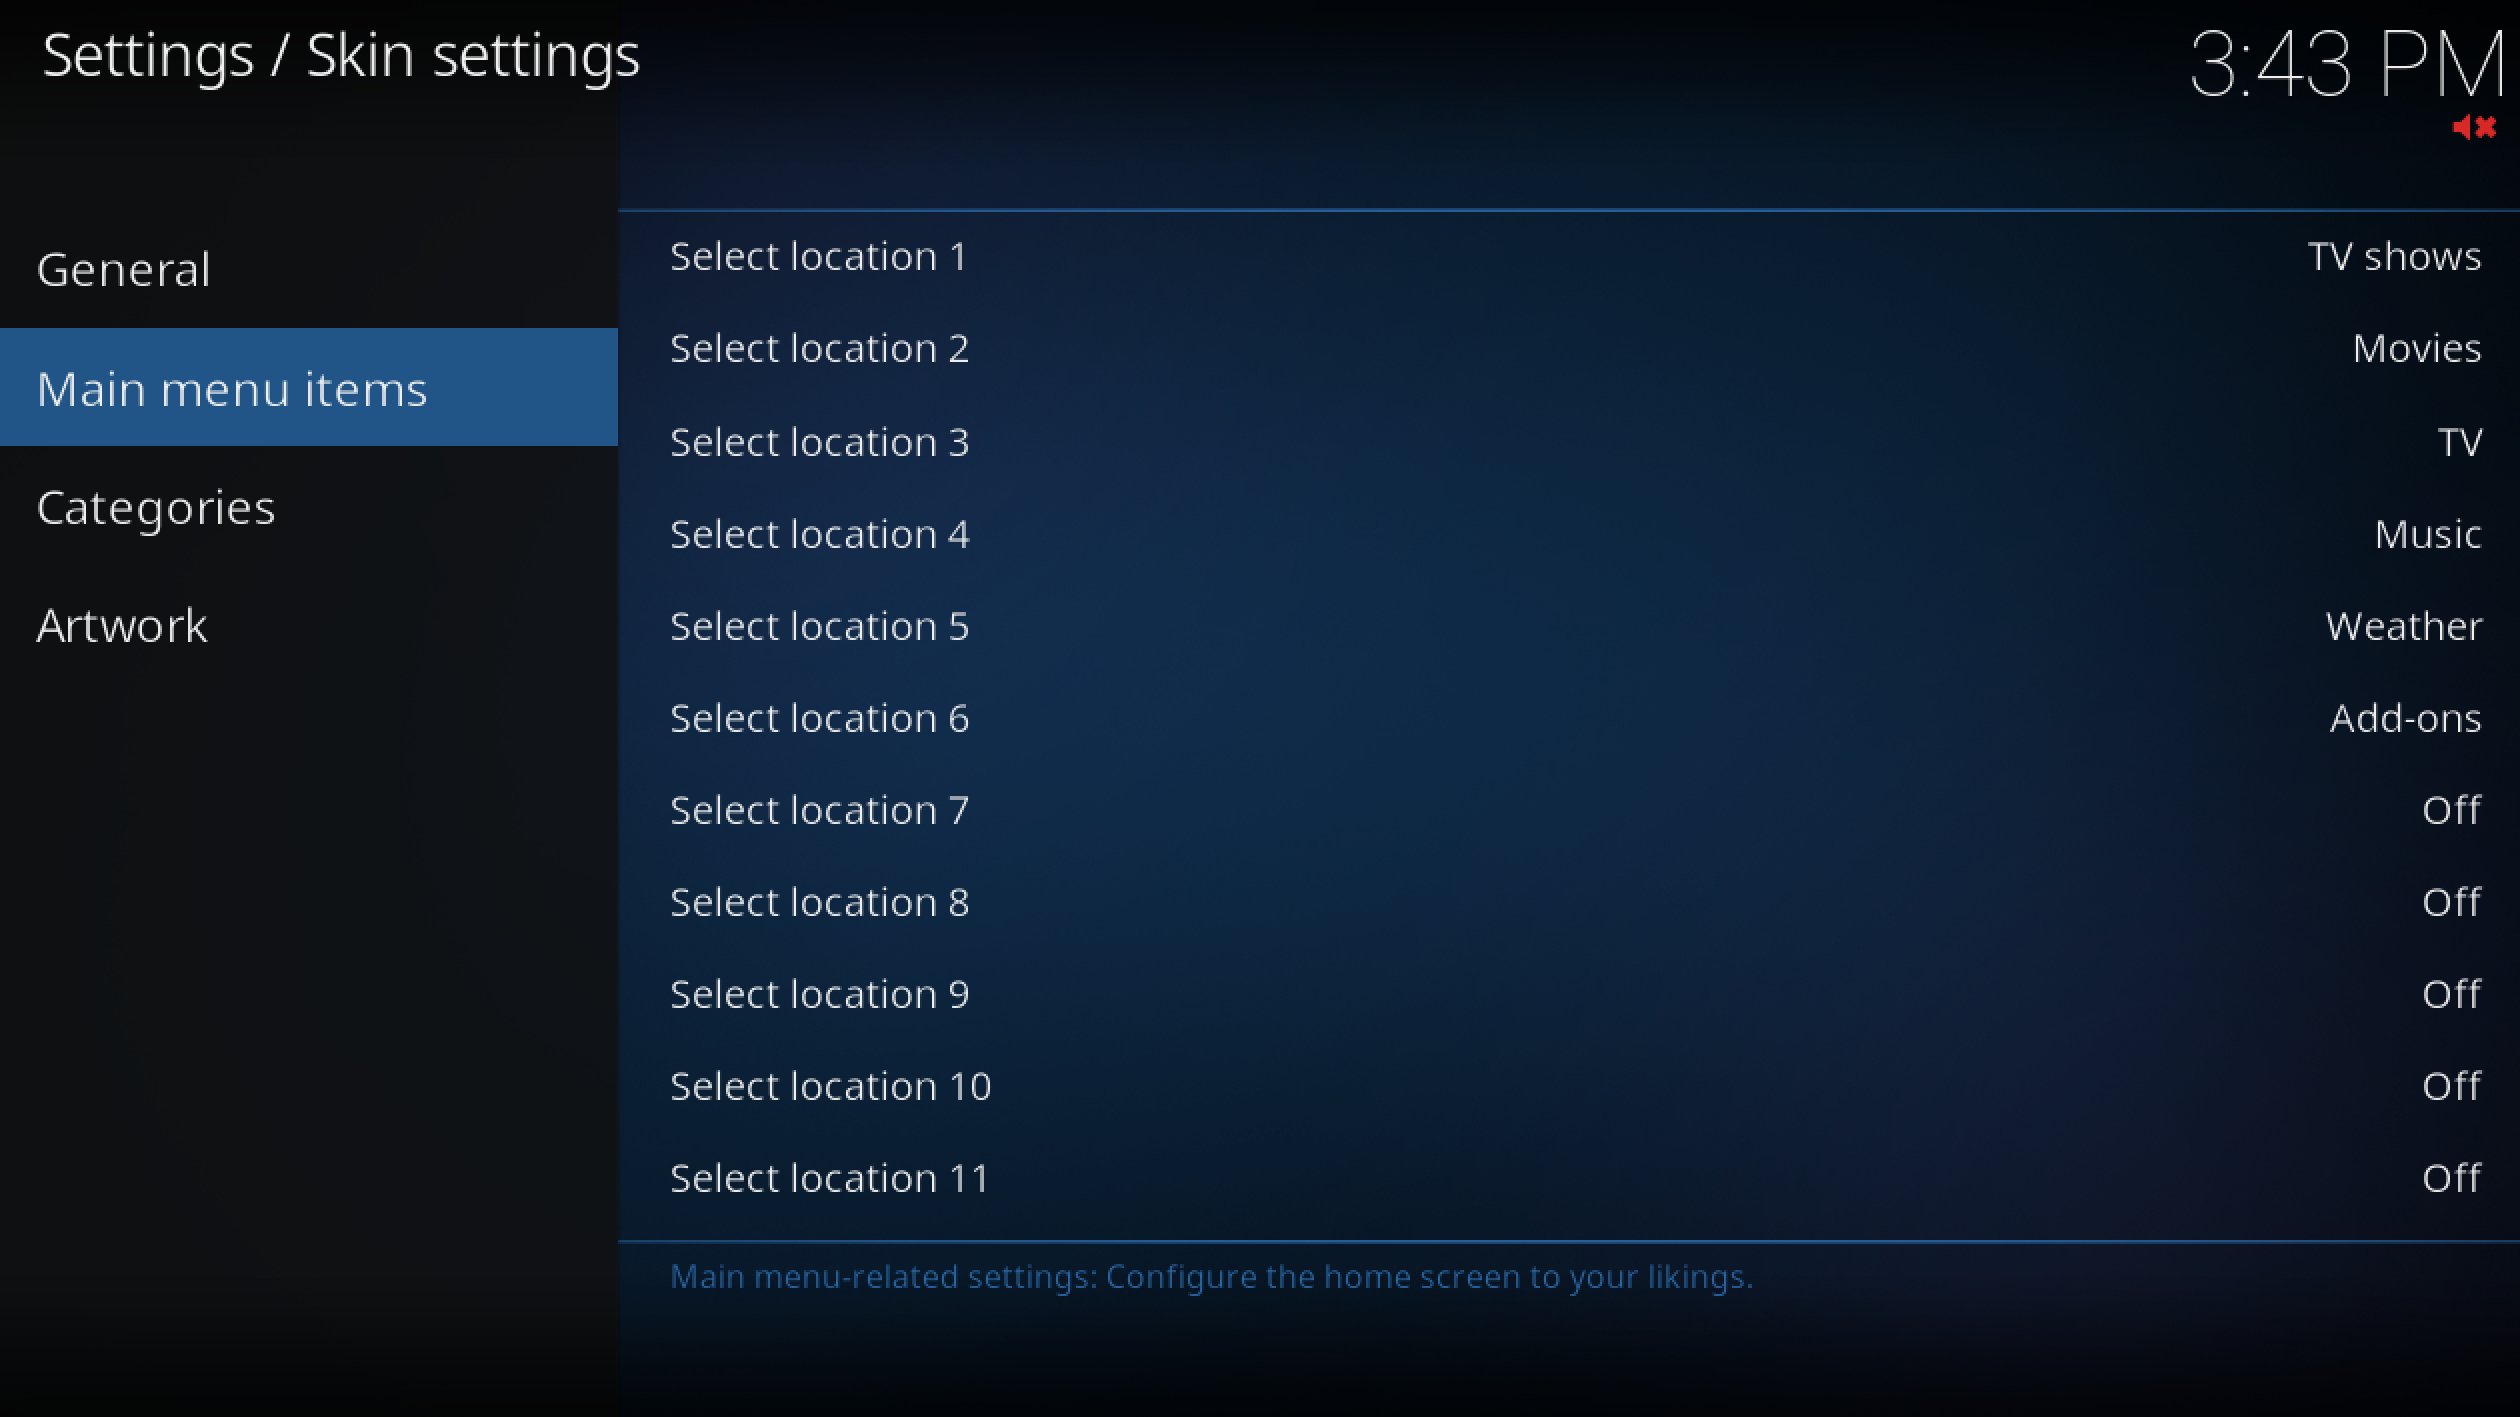 Settings / Skin settings
3:43 PM
General
Main menu items
Categories
Artwork
Select location 1 TV shows
Select location 2 Movies
Select location 3 TV
Select location 4 Music
Select location 5 Weather
Select location 6 Add-ons
Select location 7 Off
Select location 8 Off
Select location 9 Off
Select location 10 Off
Select location 11 Off
Main menu-related settings: Configure the home screen to your likings.